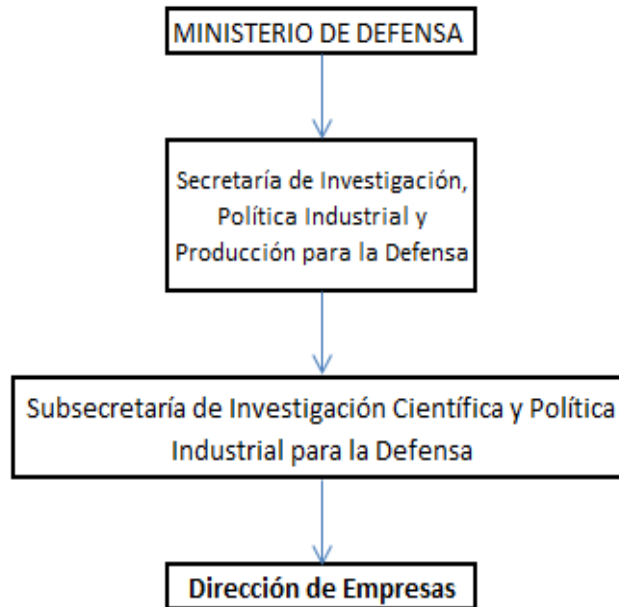 MINISTERIO DE DEFENSA
Secretaría de Investigación,
Política Industrial y
Producción para la Defensa
Subsecretaría de Investigación Científica y Política
Industrial para la Defensa
Dirección de Empresas